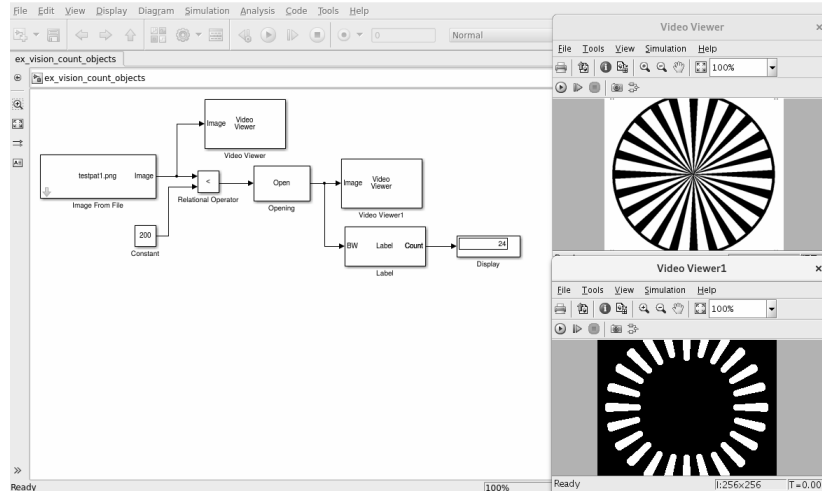 File Edit View Display Diagram Simulation Analysis Code Tools Help
0
Normal
ex_vision_count_objects
ex_vision_count_objects
Image Video Viewer
Video Viewer
testpat1.png Image
Image From File
<
Relational Operator
Open
Opening
Image Video Viewer
Video Viewer1
200
Constant
BW Label Count
Label
24
Display
Ready
100%
Video Viewer
File Tools View Simulation Help
100%
Video Viewer1
File Tools View Simulation Help
100%
Ready
I:256x256
T=0.00